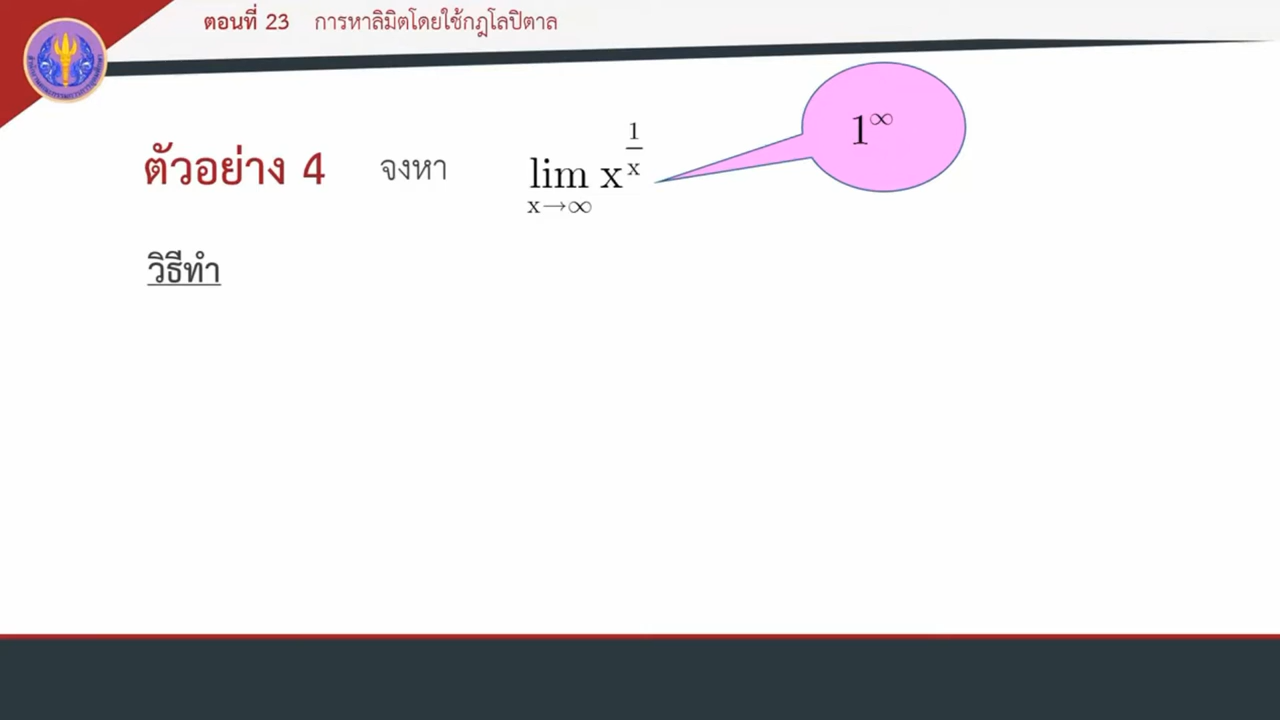 ตอนที่ 23 การหาลิมิตโดยใช้กฎโลปิตาล
ตัวอย่าง 4 จงหา lim x→∞ x^(1/x)
1^∞
วิธีทำ